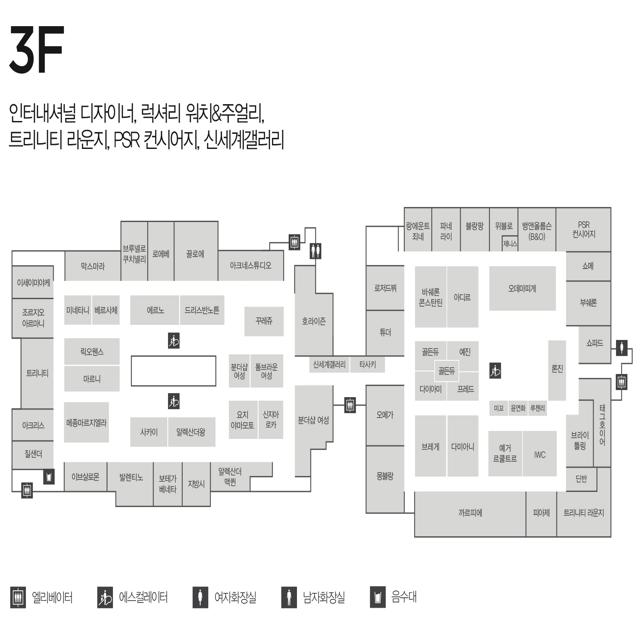 3F
인터내셔널 디자이너, 럭셔리 워치&주얼리,
트리니티 라운지, PSR 컨시어지, 신세계갤러리
브루넬로
쿠치넬리
로에베
끌로에
막스마라
아크네스튜디오
이세이미야케
조르지오
아르마니
트리니티
아크리스
질샌더
미네타니
베르사체
에르노
드리스반노튼
꾸레쥬
호라이즌
릭오웬스
마르니
분더샵
여성
톰브라운
여성
신세계갤러리
타사키
메종마르지엘라
사카이
알렉산더왕
요지
야마모토
신지아
로카
분더샵 여성
이브살로몬
발렌티노
보테가
베네타
지방시
알렉산더
맥퀸
랑에운트
죄네
파네
라이
블랑팡
위블로
제니스
뱅앤올룹슨
(B&O)
PSR
컨시어지
로저드뷔
바쉐론
콘스탄틴
아디르
오데마피게
쇼메
부쉐론
튜더
골든듀
예진
골든듀
다미아니
프레드
론진
쇼파드
오메가
미꼬
윤연화
루첸리
브라이
틀링
태그호이어
브레게
다미아니
예거
르쿨트르
IWC
몽블랑
까르띠에
피아제
딘반
트리니티 라운지
엘리베이터
에스컬레이터
여자화장실
남자화장실
음수대